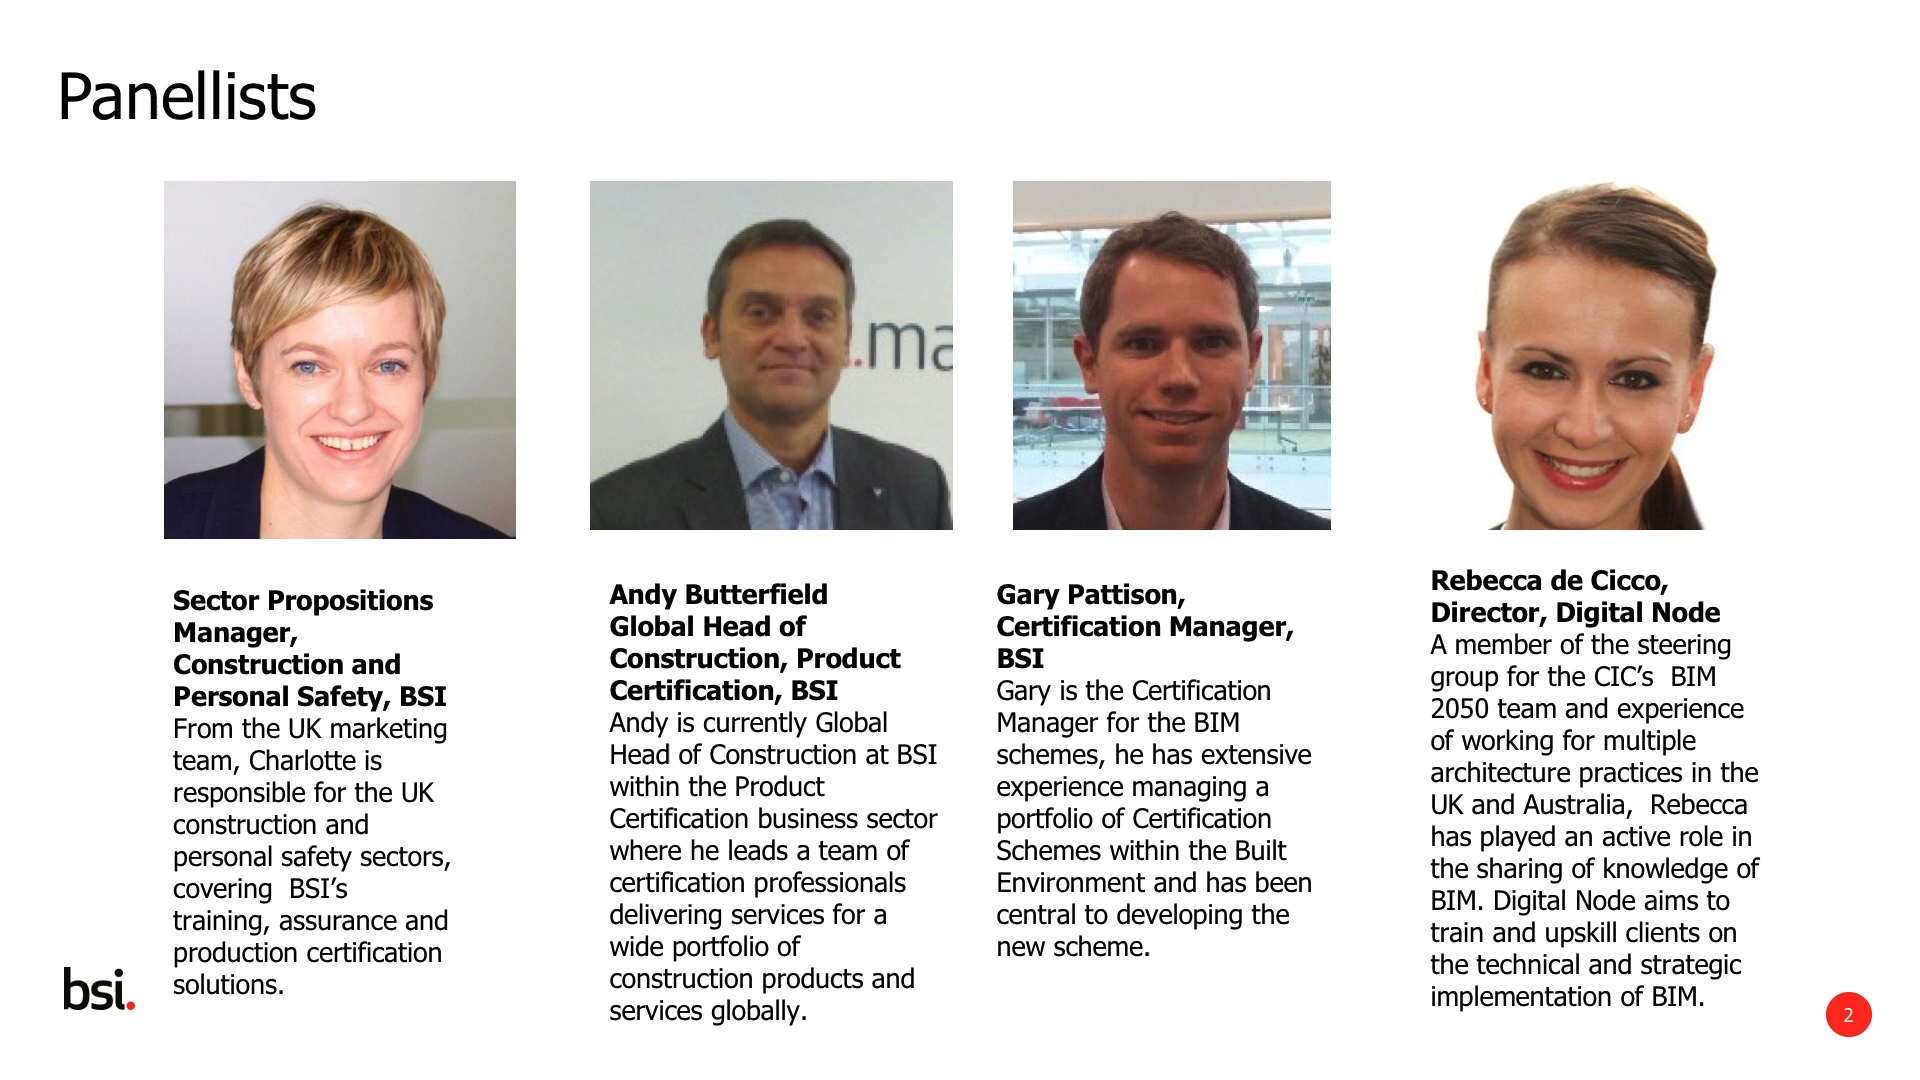 Panellists
.ma
Sector Propositions
Manager,
Construction and
Personal Safety, BSI
From the UK marketing
team, Charlotte is
responsible for the UK
construction and
personal safety sectors,
covering  BSI’s
training, assurance and
production certification
solutions.
Andy Butterfield
Global Head of
Construction, Product
Certification, BSI
Andy is currently Global
Head of Construction at BSI
within the Product
Certification business sector
where he leads a team of
certification professionals
delivering services for a
wide portfolio of
construction products and
services globally.
Gary Pattison,
Certification Manager,
BSI
Gary is the Certification
Manager for the BIM
schemes, he has extensive
experience managing a
portfolio of Certification
Schemes within the Built
Environment and has been
central to developing the
new scheme.
Rebecca de Cicco,
Director, Digital Node
A member of the steering
group for the CIC’s  BIM
2050 team and experience
of working for multiple
architecture practices in the
UK and Australia,  Rebecca
has played an active role in
the sharing of knowledge of
BIM. Digital Node aims to
train and upskill clients on
the technical and strategic
implementation of BIM.
bsi.
2